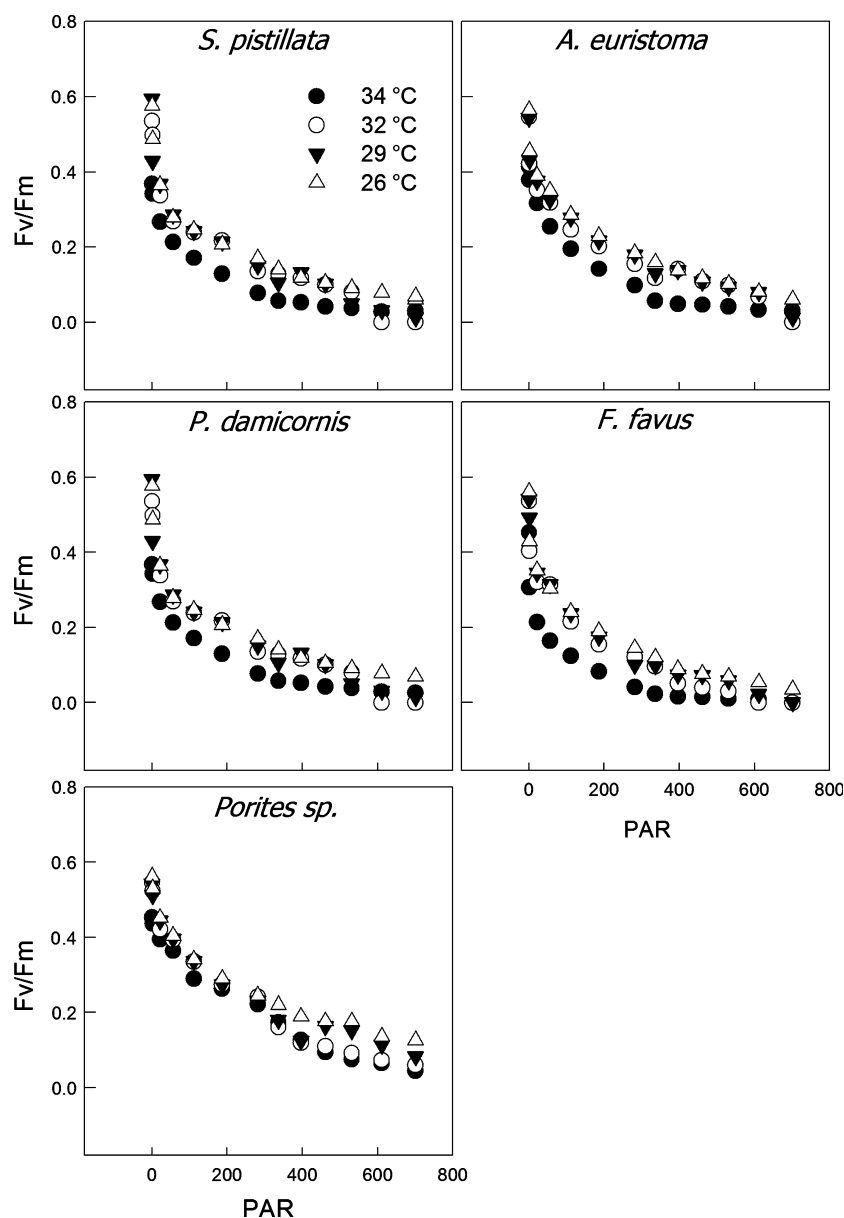 S. pistillata
A. euristoma
0.8
0.6
0.4
0.2
0.0
Fv/Fm
34 °C
32 °C
29 °C
26 °C
P. damicornis
F. favus
0.8
0.6
0.4
0.2
0.0
Fv/Fm
0 200 400 600 800
PAR
Porites sp.
0.8
0.6
0.4
0.2
0.0
Fv/Fm
0 200 400 600 800
PAR